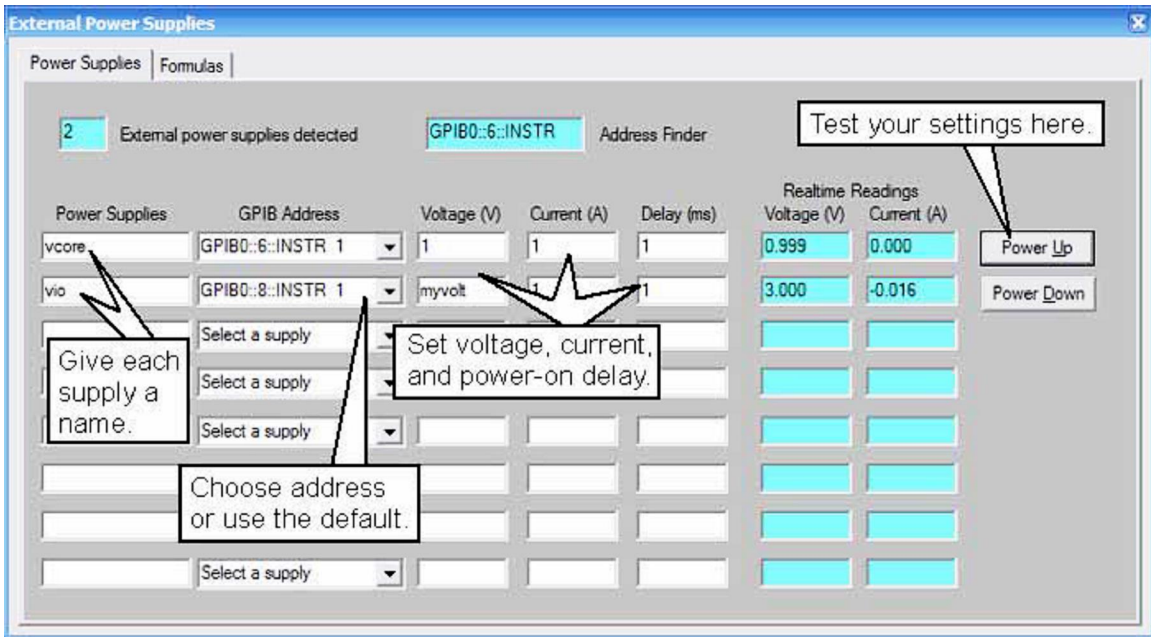 External Power Supplies
Power Supplies Formulas
2 External power supplies detected GPIB0::6::INSTR Address Finder
Test your settings here.
Realtime Readings
Power Supplies GPIB Address Voltage (V) Current (A) Delay (ms) Voltage (V) Current (A)
vcore GPIB0::6::INSTR 1 1 1 1 0.999 0.000 Power Up
vio GPIB0::8::INSTR 1 myvolt 1 1 3.000 -0.016 Power Down
Select a supply
Give each
supply a
name.
Set voltage, current,
and power-on delay.
Select a supply
Select a supply
Choose address
or use the default.
Select a supply